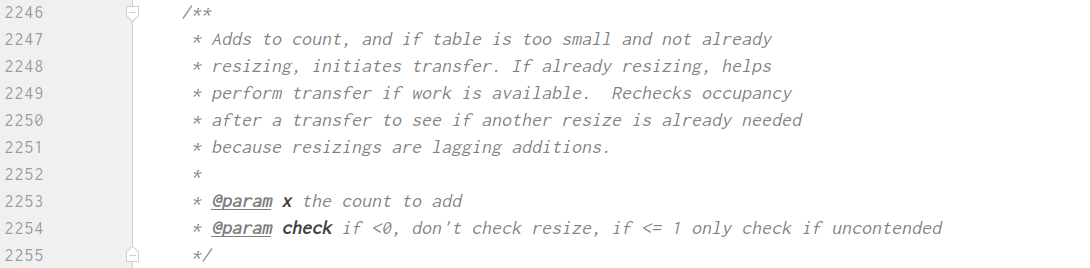 2246 /**
2247 * Adds to count, and if table is too small and not already
2248 * resizing, initiates transfer. If already resizing, helps
2249 * perform transfer if work is available.  Rechecks occupancy
2250 * after a transfer to see if another resize is already needed
2251 * because resizings are lagging additions.
2252 *
2253 * @param x the count to add
2254 * @param check if <0, don't check resize, if <= 1 only check if uncontended
2255 */